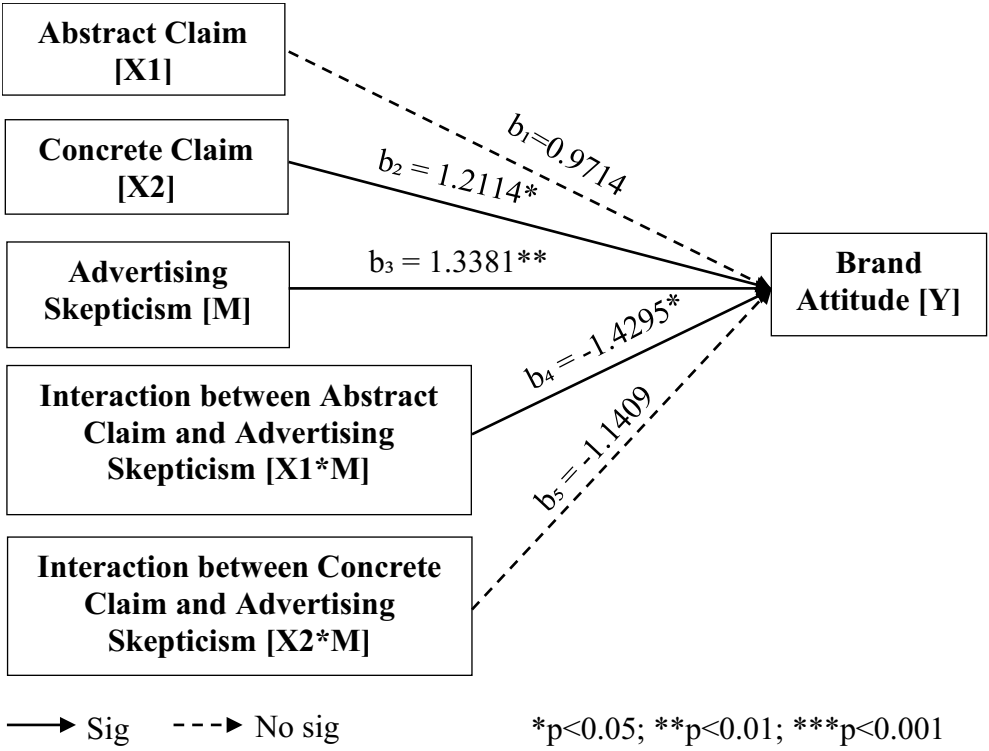 Abstract Claim
[X1]
b₁=0.9714
Concrete Claim
[X2]
b₂ = 1.2114*
Advertising
Skepticism [M]
b₃ = 1.3381**
Brand
Attitude [Y]
b₄ = -1.4295*
Interaction between Abstract
Claim and Advertising
Skepticism [X1*M]
b₅ = -1.1409
Interaction between Concrete
Claim and Advertising
Skepticism [X2*M]
Sig No sig *p<0.05; **p<0.01; ***p<0.001